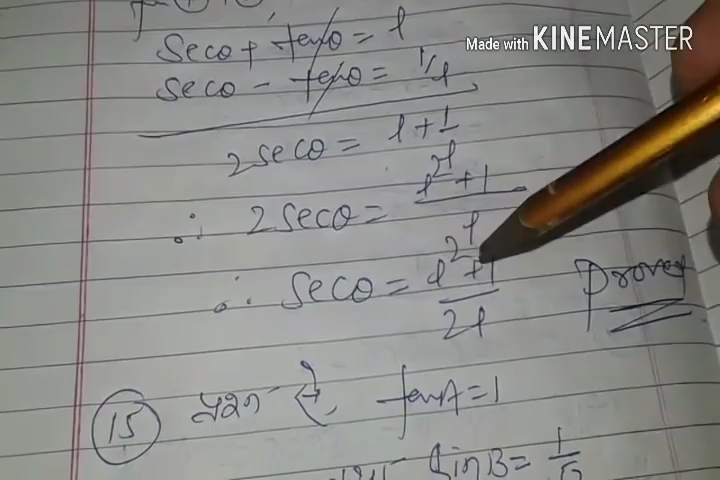 Made with KINEMASTER
secθ + tanθ = l
secθ - tanθ = 1/l
2secθ = l + 1/l
∴ 2secθ = l²+1/l
∴ secθ = l²+1/2l Proved
15 प्रश्न से, tanA = 1
sinB = 1/